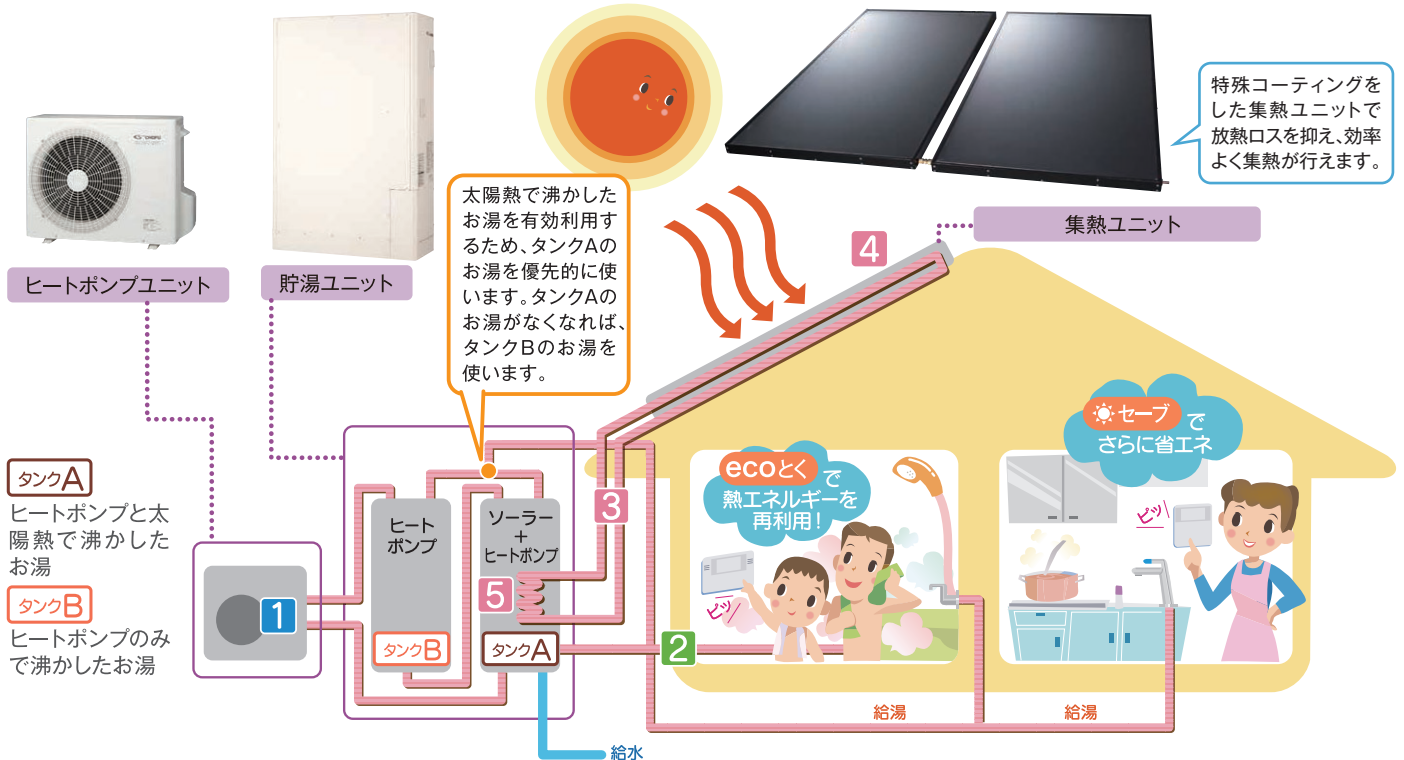 特殊コーティングを
した集熱ユニットで
放熱ロスを抑え、効率
よく集熱が行えます。
太陽熱で沸かした
お湯を有効利用す
るため、タンクAの
お湯を優先的に使
います。タンクAの
お湯がなくなれば、
タンクBのお湯を
使います。
集熱ユニット
4
ヒートポンプユニット
貯湯ユニット
セーブで
さらに省エネ
ecoとくで
熱エネルギーを
再利用!
タンクA
ヒートポンプと太
陽熱で沸かした
お湯
タンクB
ヒートポンプのみ
で沸かしたお湯
ヒート
ポンプ
ソーラー
+
ヒートポンプ
3
5
1
タンクB
タンクA
2
ピッ
ピッ
給湯
給湯
給水